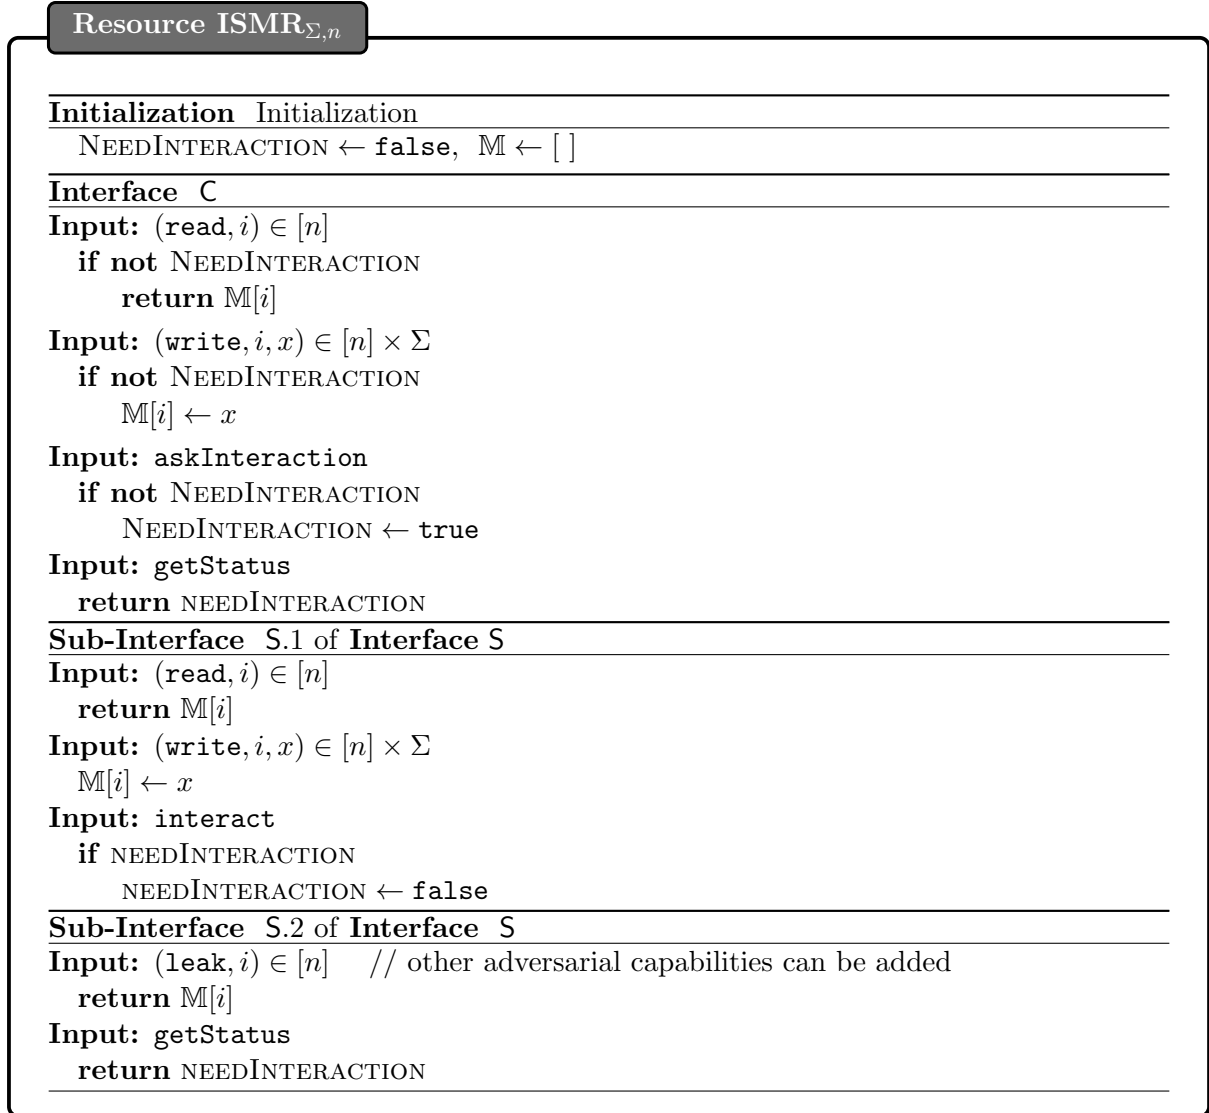 Resource ISMR_{Σ,n}
Initialization Initialization
NEEDINTERACTION ← false, 𝕄 ← [ ]
Interface C
Input: (read, i) ∈ [n]
if not NEEDINTERACTION
return 𝕄[i]
Input: (write, i, x) ∈ [n] × Σ
if not NEEDINTERACTION
𝕄[i] ← x
Input: askInteraction
if not NEEDINTERACTION
NEEDINTERACTION ← true
Input: getStatus
return NEEDINTERACTION
Sub-Interface S.1 of Interface S
Input: (read, i) ∈ [n]
return 𝕄[i]
Input: (write, i, x) ∈ [n] × Σ
𝕄[i] ← x
Input: interact
if NEEDINTERACTION
NEEDINTERACTION ← false
Sub-Interface S.2 of Interface S
Input: (leak, i) ∈ [n] // other adversarial capabilities can be added
return 𝕄[i]
Input: getStatus
return NEEDINTERACTION